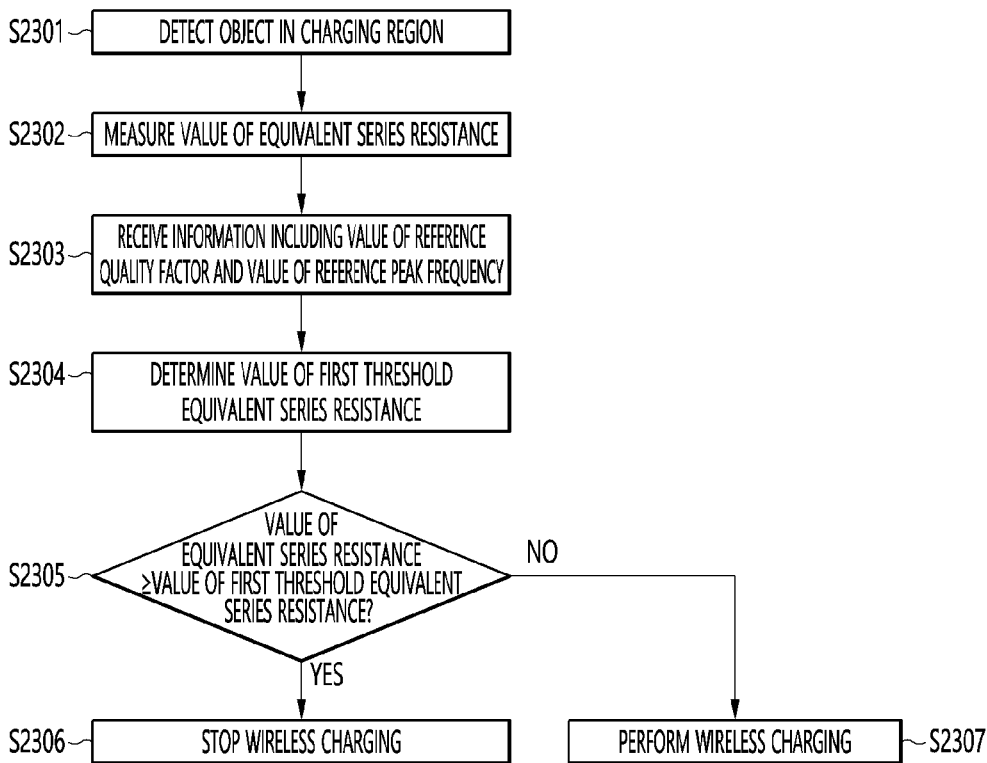 S2301
DETECT OBJECT IN CHARGING REGION
S2302
MEASURE VALUE OF EQUIVALENT SERIES RESISTANCE
S2303
RECEIVE INFORMATION INCLUDING VALUE OF REFERENCE
QUALITY FACTOR AND VALUE OF REFERENCE PEAK FREQUENCY
S2304
DETERMINE VALUE OF FIRST THRESHOLD
EQUIVALENT SERIES RESISTANCE
S2305
VALUE OF
EQUIVALENT SERIES RESISTANCE
≥VALUE OF FIRST THRESHOLD EQUIVALENT
SERIES RESISTANCE?
NO
YES
S2306
STOP WIRELESS CHARGING
PERFORM WIRELESS CHARGING
S2307